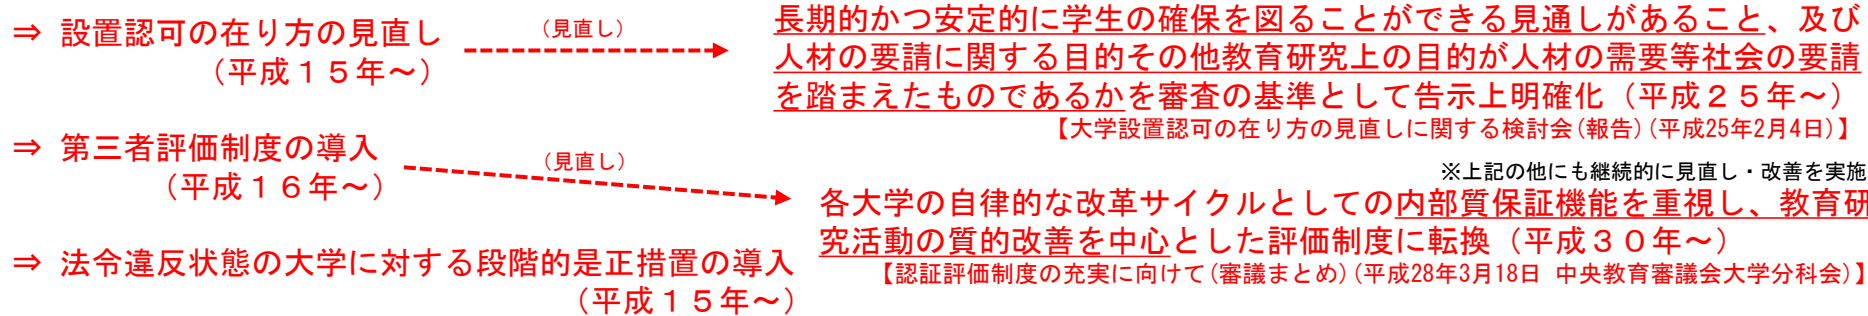 ⇒ 設置認可の在り方の見直し
（平成１５年～）
（見直し）
長期的かつ安定的に学生の確保を図ることができる見通しがあること、及び
人材の要請に関する目的その他教育研究上の目的が人材の需要等社会の要請
を踏まえたものであるかを審査の基準として告示上明確化（平成２５年～）
【大学設置認可の在り方の見直しに関する検討会(報告)(平成25年2月4日)】
※上記の他にも継続的に見直し・改善を実施
⇒ 第三者評価制度の導入
（平成１６年～）
（見直し）
各大学の自律的な改革サイクルとしての内部質保証機能を重視し、教育研
究活動の質的改善を中心とした評価制度に転換（平成３０年～）
【認証評価制度の充実に向けて(審議まとめ)(平成28年3月18日 中央教育審議会大学分科会)】
⇒ 法令違反状態の大学に対する段階的是正措置の導入
（平成１５年～）